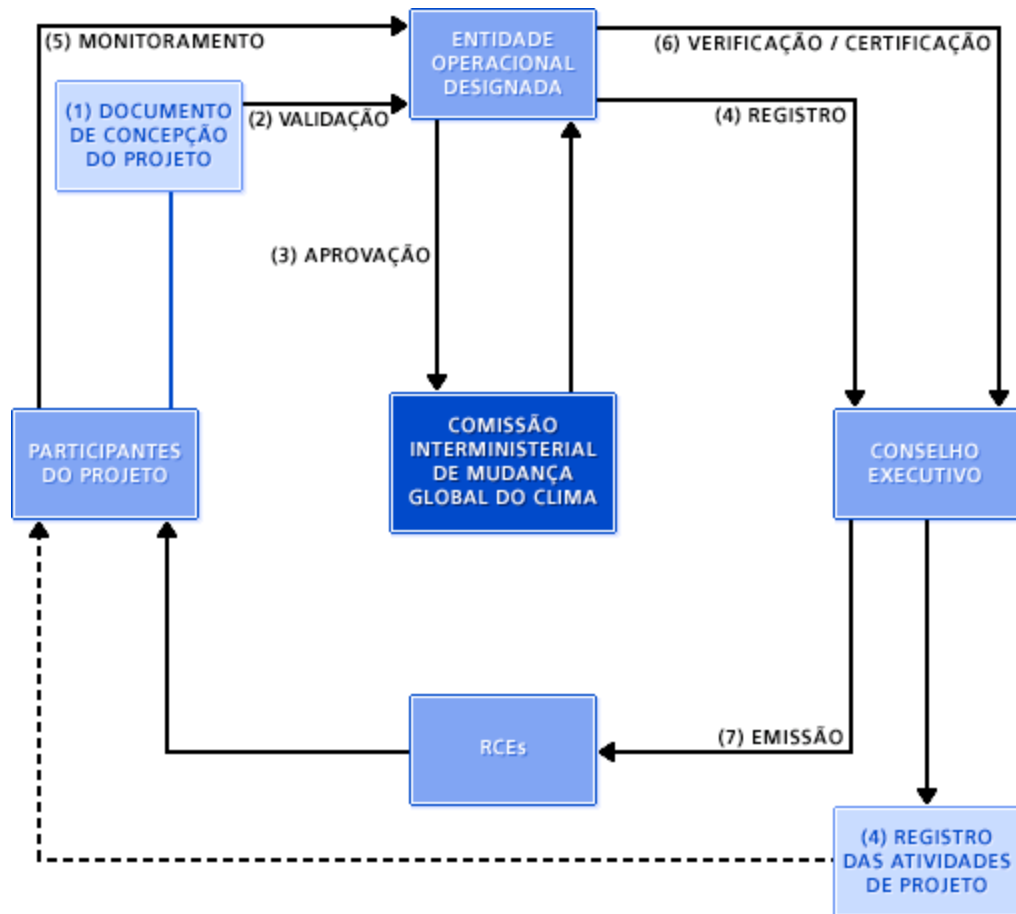 (5) MONITORAMENTO
ENTIDADE
OPERACIONAL
DESIGNADA
(6) VERIFICAÇÃO / CERTIFICAÇÃO
(1) DOCUMENTO
DE CONCEPÇÃO
DO PROJETO
(2) VALIDAÇÃO
(4) REGISTRO
(3) APROVAÇÃO
PARTICIPANTES
DO PROJETO
COMISSÃO
INTERMINISTERIAL
DE MUDANÇA
GLOBAL DO CLIMA
CONSELHO
EXECUTIVO
RCEs
(7) EMISSÃO
(4) REGISTRO
DAS ATIVIDADES
DE PROJETO